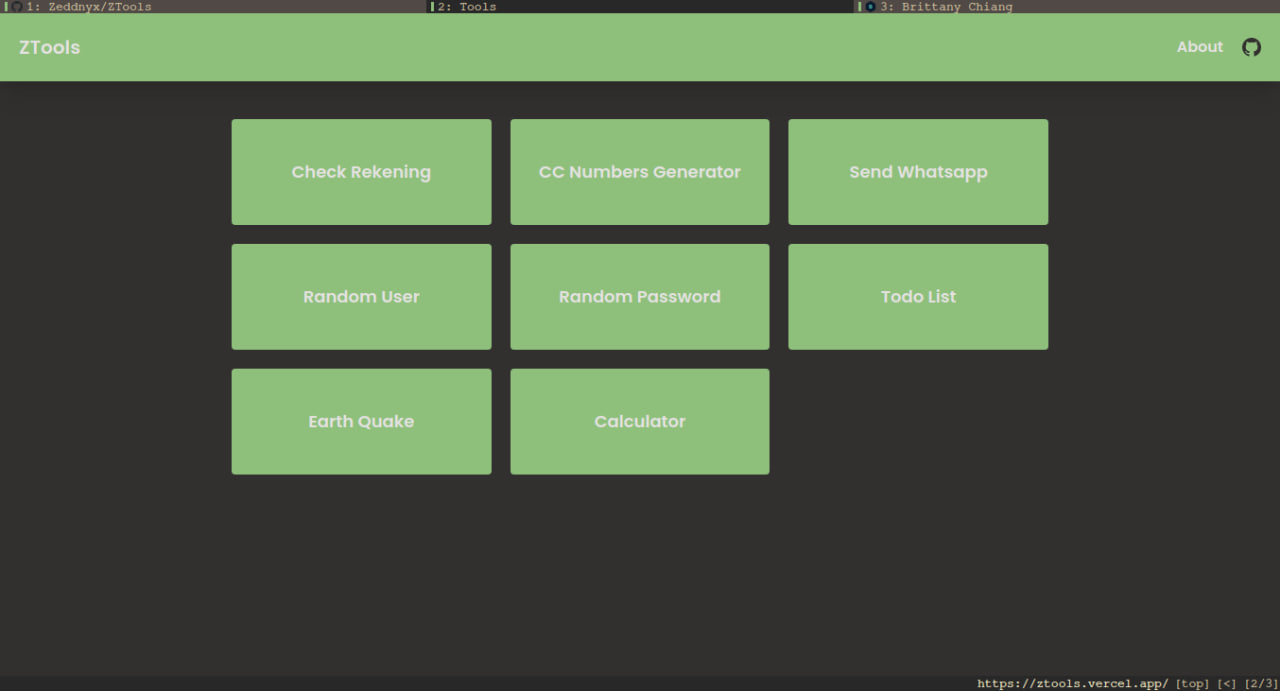 1: Zeddnyx/ZTools 2: Tools 3: Brittany Chiang
ZTools About
Check Rekening CC Numbers Generator Send Whatsapp
Random User Random Password Todo List
Earth Quake Calculator
https://ztools.vercel.app/ [top] [<] [2/3]